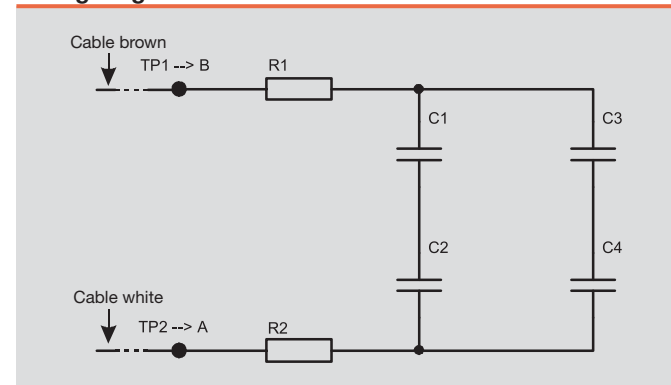 Cable brown
TP1 --> B
R1
C1
C3
C2
C4
Cable white
TP2 --> A
R2